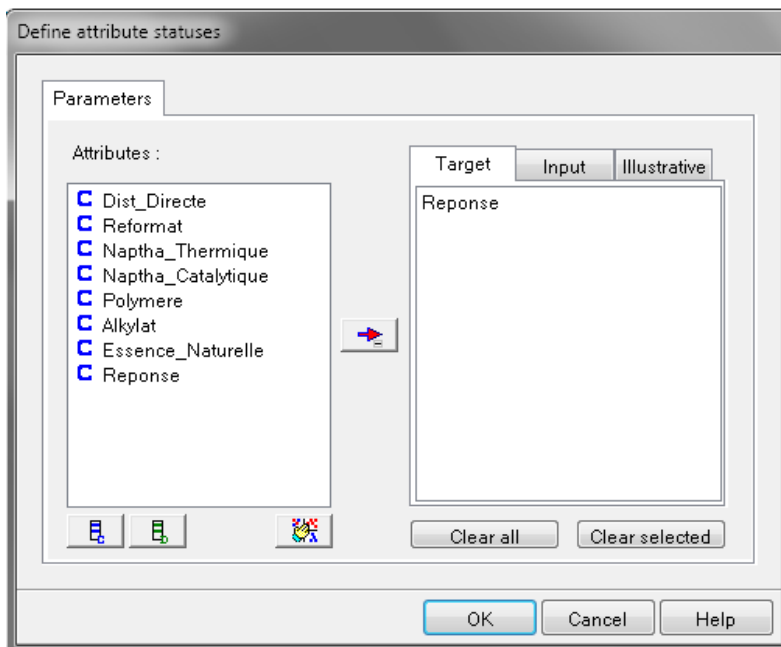 Define attribute statuses
Parameters
Attributes :
Dist_Directe
Reformat
Naptha_Thermique
Naptha_Catalytique
Polymere
Alkylat
Essence_Naturelle
Reponse
Target Input Illustrative
Reponse
Clear all Clear selected
OK Cancel Help